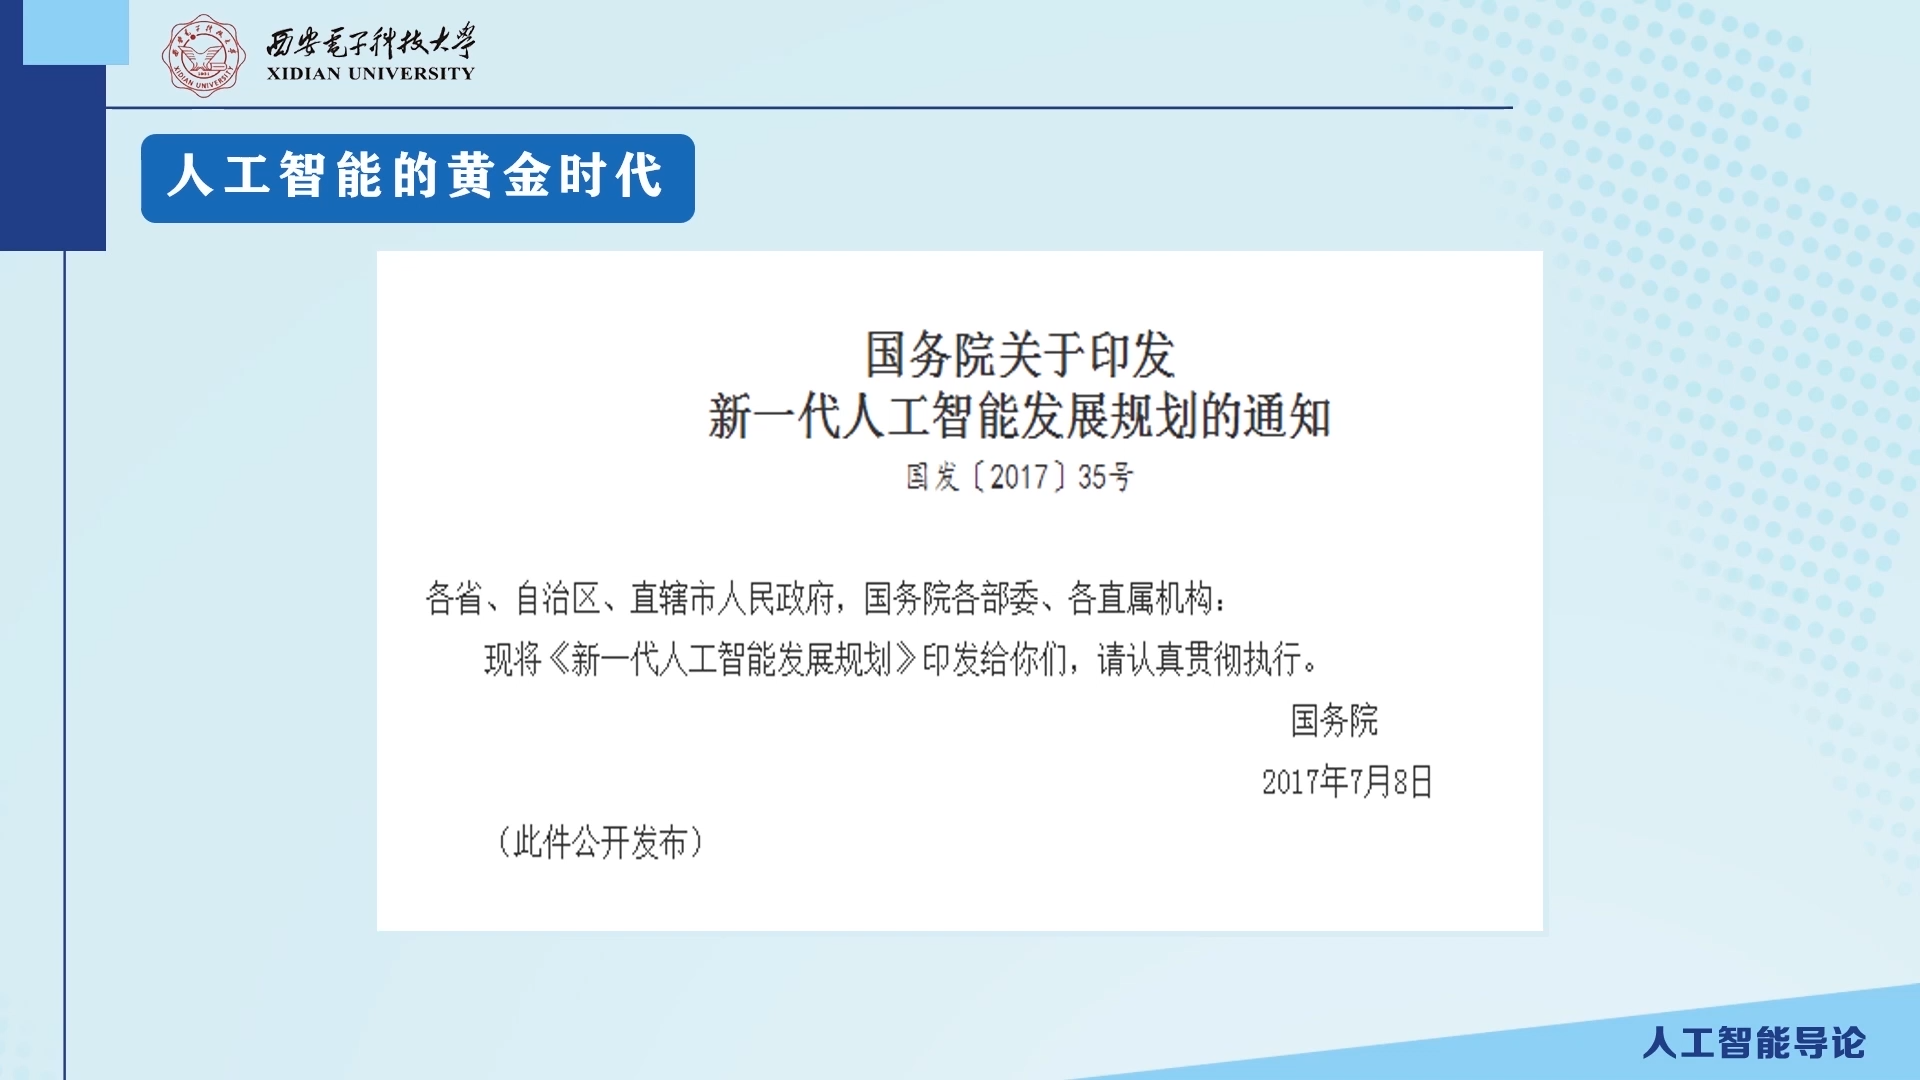 西安电子科技大学
XIDIAN UNIVERSITY
人工智能的黄金时代
国务院关于印发
新一代人工智能发展规划的通知
国发〔2017〕35号
各省、自治区、直辖市人民政府，国务院各部委、各直属机构：
现将《新一代人工智能发展规划》印发给你们，请认真贯彻执行。
国务院
2017年7月8日
（此件公开发布）
人工智能导论